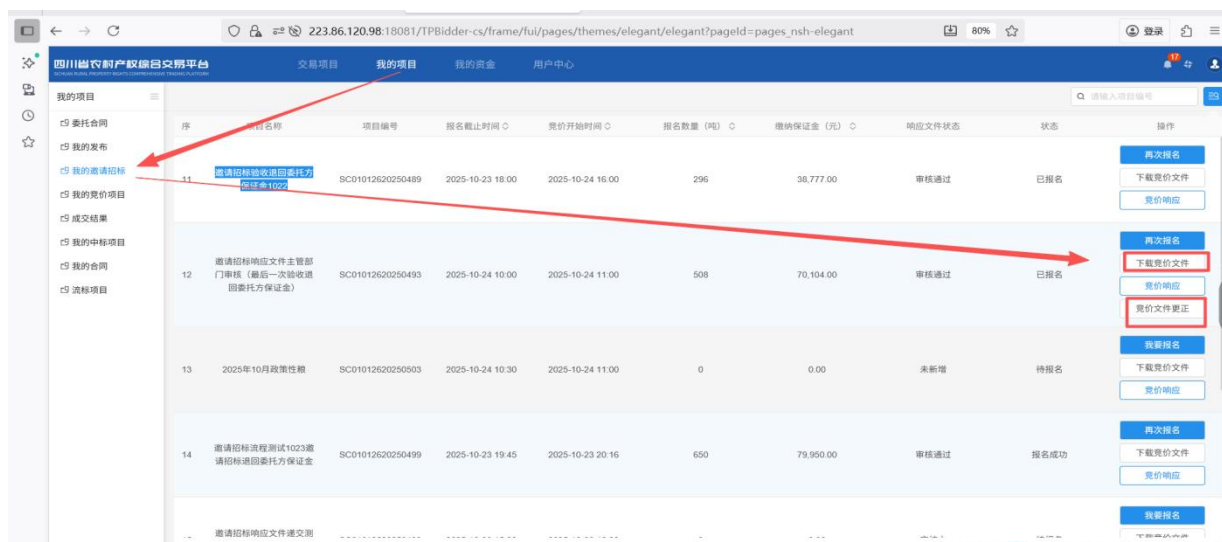 223.86.120.98:18081/TPBidder-cs/frame/fui/pages/themes/elegant/elegant?pageId=pages_nsh-elegant
80%
登录
四川省农村产权综合交易平台
交易项目 我的项目 我的资金 用户中心
17
我的项目
请输入项目编号
委托合同
我的发布
我的邀请招标
我的竞价项目
成交结果
我的中标项目
我的合同
流标项目
序 项目名称 项目编号 报名截止时间 竞价开始时间 报名数量（吨） 缴纳保证金（元） 响应文件状态 状态 操作
11 邀请招标验收退回委托方 SC01012620250489 2025-10-23 18:00 2025-10-24 16:00 296 38,777.00 审核通过 已报名
保证金1022
再次报名
下载竞价文件
竞价响应
12 邀请招标响应文件主管部 SC01012620250493 2025-10-24 10:00 2025-10-24 11:00 508 70,104.00 审核通过 已报名
门审核（最后一次验收退
回委托方保证金）
再次报名
下载竞价文件
竞价响应
竞价文件更正
13 2025年10月政策性粮 SC01012620250503 2025-10-24 10:30 2025-10-24 11:00 0 0.00 未新增 待报名
我要报名
下载竞价文件
竞价响应
14 邀请招标流程测试1023邀 SC01012620250499 2025-10-23 19:45 2025-10-23 20:16 650 79,950.00 审核通过 报名成功
请招标退回委托方保证金
再次报名
下载竞价文件
竞价响应
邀请招标响应文件递交测
我要报名